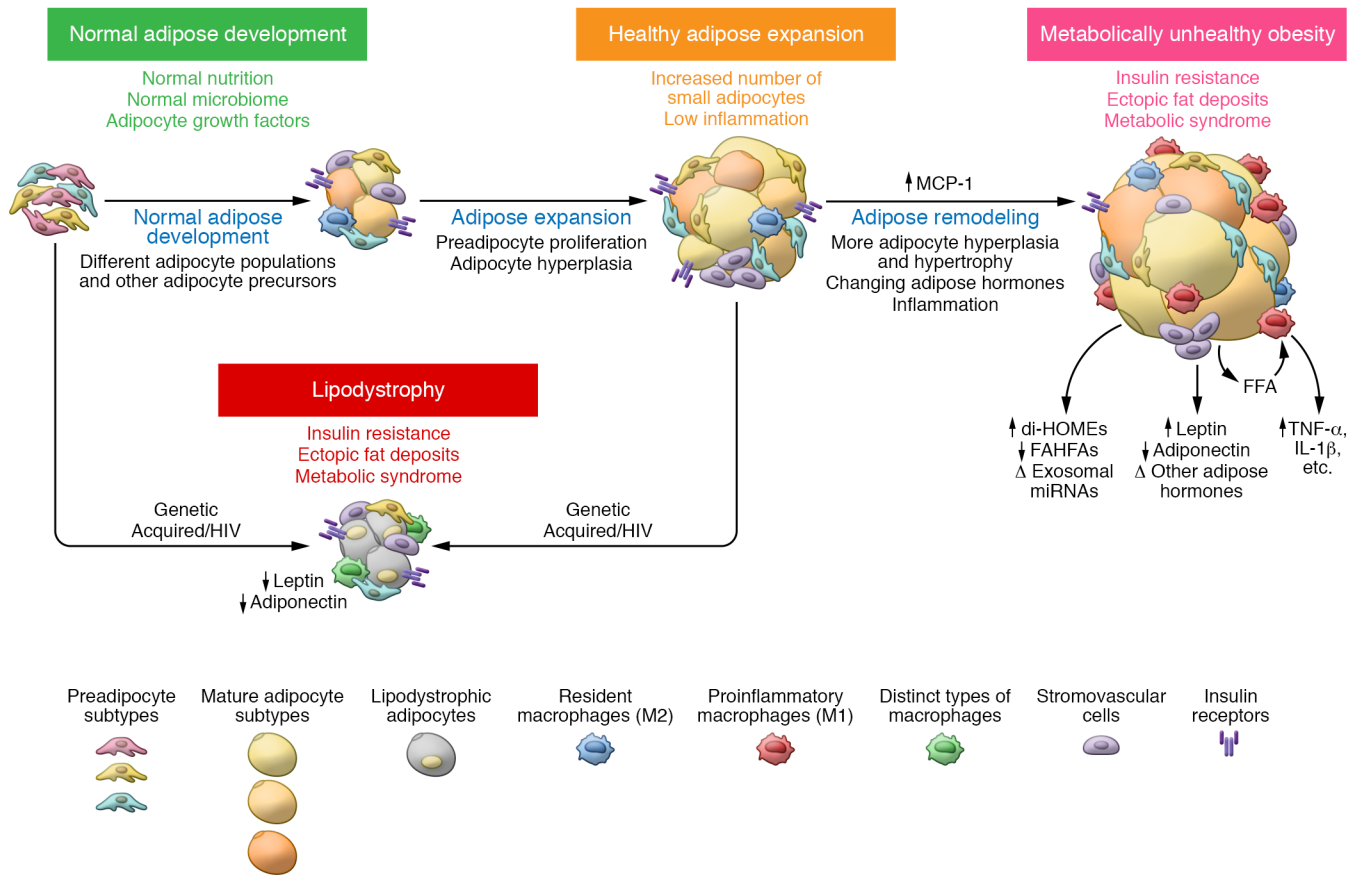 Normal adipose development
Normal nutrition
Normal microbiome
Adipocyte growth factors
Healthy adipose expansion
Increased number of
small adipocytes
Low inflammation
Metabolically unhealthy obesity
Insulin resistance
Ectopic fat deposits
Metabolic syndrome
Normal adipose
development
Different adipocyte populations
and other adipocyte precursors
Adipose expansion
Preadipocyte proliferation
Adipocyte hyperplasia
↑ MCP-1
Adipose remodeling
More adipocyte hyperplasia
and hypertrophy
Changing adipose hormones
Inflammation
FFA
↑ di-HOMEs
↓ FAHFAs
Δ Exosomal
miRNAs
↑ Leptin
↓ Adiponectin
Δ Other adipose
hormones
↑ TNF-α,
IL-1β,
etc.
Lipodystrophy
Insulin resistance
Ectopic fat deposits
Metabolic syndrome
Genetic
Acquired/HIV
Genetic
Acquired/HIV
↓ Leptin
↓ Adiponectin
Preadipocyte
subtypes
Mature adipocyte
subtypes
Lipodystrophic
adipocytes
Resident
macrophages (M2)
Proinflammatory
macrophages (M1)
Distinct types of
macrophages
Stromovascular
cells
Insulin
receptors